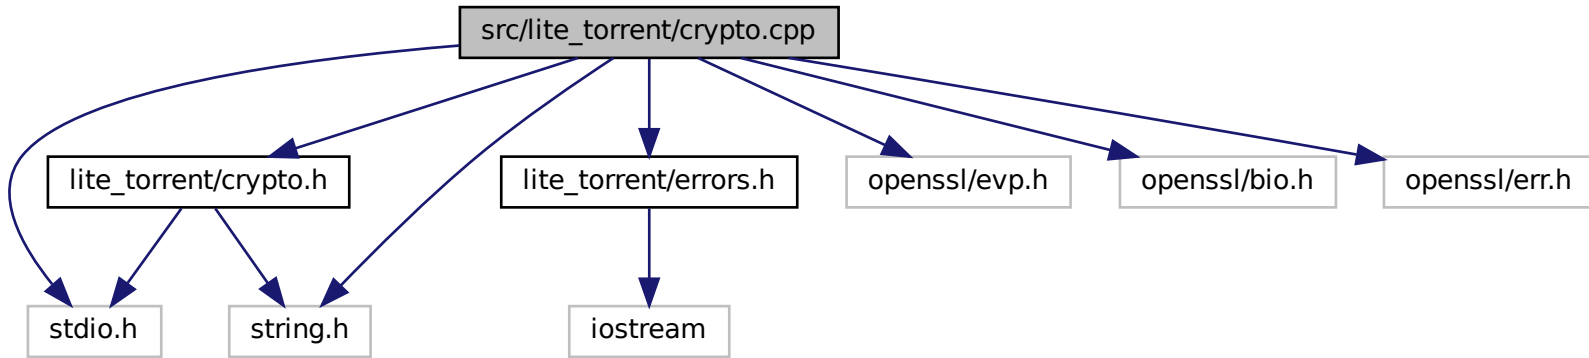 src/lite_torrent/crypto.cpp
lite_torrent/crypto.h
lite_torrent/errors.h
openssl/evp.h
openssl/bio.h
openssl/err.h
stdio.h
string.h
iostream